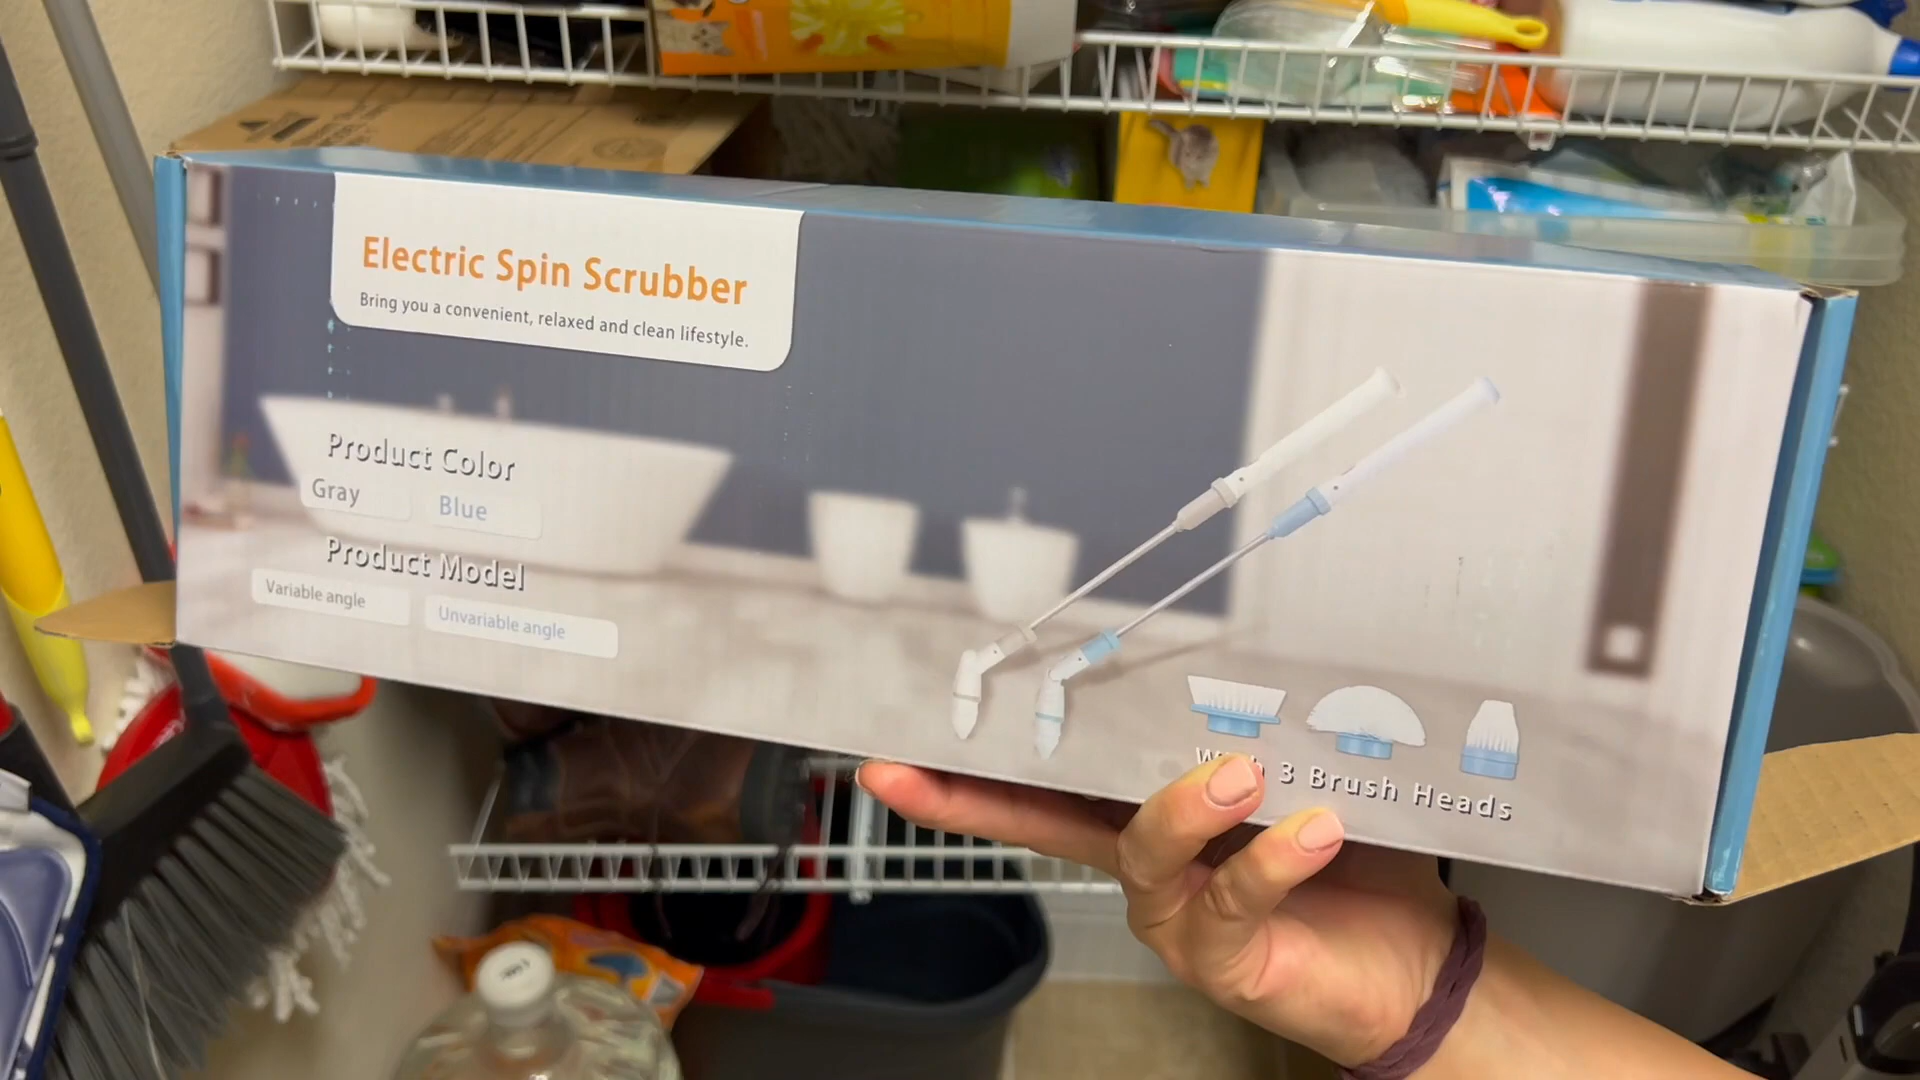 Electric Spin Scrubber
Bring you a convenient, relaxed and clean lifestyle.
Product Color
Gray Blue
Product Model
Variable angle Unvariable angle
3 Brush Heads